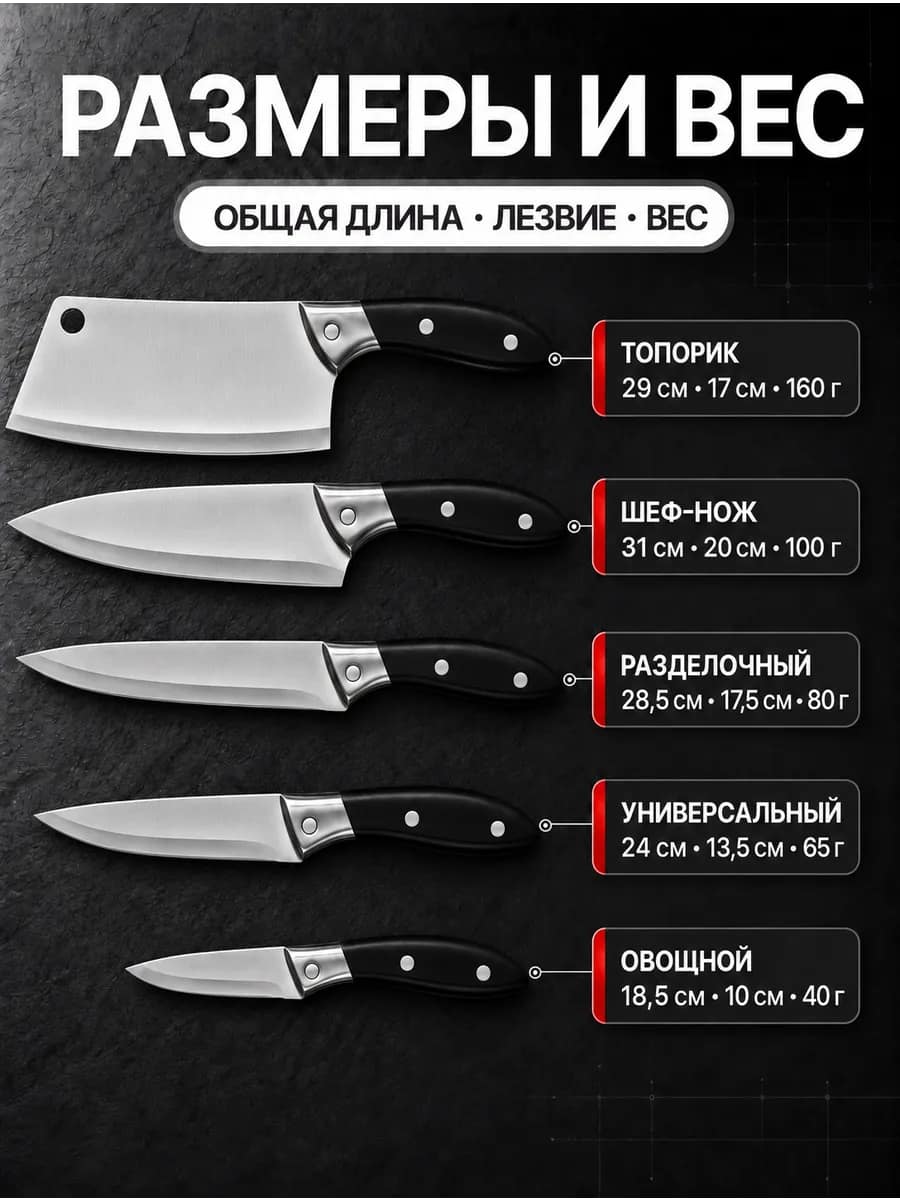 РАЗМЕРЫ И ВЕС
ОБЩАЯ ДЛИНА • ЛЕЗВИЕ • ВЕС
ТОПОРИК
29 см • 17 см • 160 г
ШЕФ-НОЖ
31 см • 20 см • 100 г
РАЗДЕЛОЧНЫЙ
28,5 см • 17,5 см • 80 г
УНИВЕРСАЛЬНЫЙ
24 см • 13,5 см • 65 г
ОВОЩНОЙ
18,5 см • 10 см • 40 г